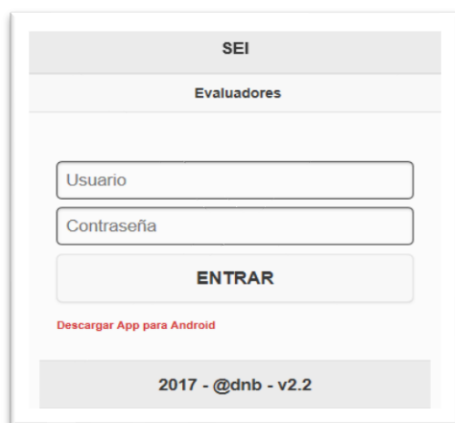 SEI
Evaluadores
Usuario
Contraseña
ENTRAR
Descargar App para Android
2017 - @dnb - v2.2